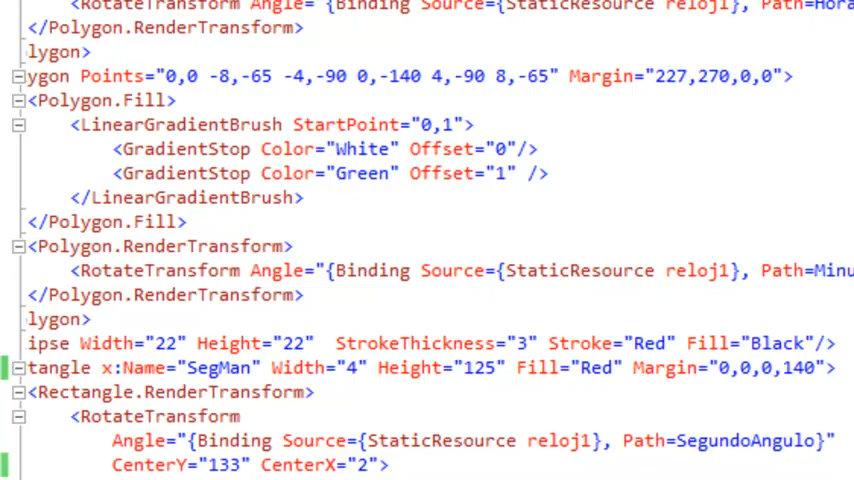 <RotateTransform Angle="{Binding Source={StaticResource reloj1}, Path=Hora
</Polygon.RenderTransform>
lygon>
ygon Points="0,0 -8,-65 -4,-90 0,-140 4,-90 8,-65" Margin="227,270,0,0">
<Polygon.Fill>
<LinearGradientBrush StartPoint="0,1">
<GradientStop Color="White" Offset="0"/>
<GradientStop Color="Green" Offset="1" />
</LinearGradientBrush>
</Polygon.Fill>
<Polygon.RenderTransform>
<RotateTransform Angle="{Binding Source={StaticResource reloj1}, Path=Minu
</Polygon.RenderTransform>
lygon>
ipse Width="22" Height="22"  StrokeThickness="3" Stroke="Red" Fill="Black"/>
tangle x:Name="SegMan" Width="4" Height="125" Fill="Red" Margin="0,0,0,140">
<Rectangle.RenderTransform>
<RotateTransform
Angle="{Binding Source={StaticResource reloj1}, Path=SegundoAngulo}"
CenterY="133" CenterX="2">